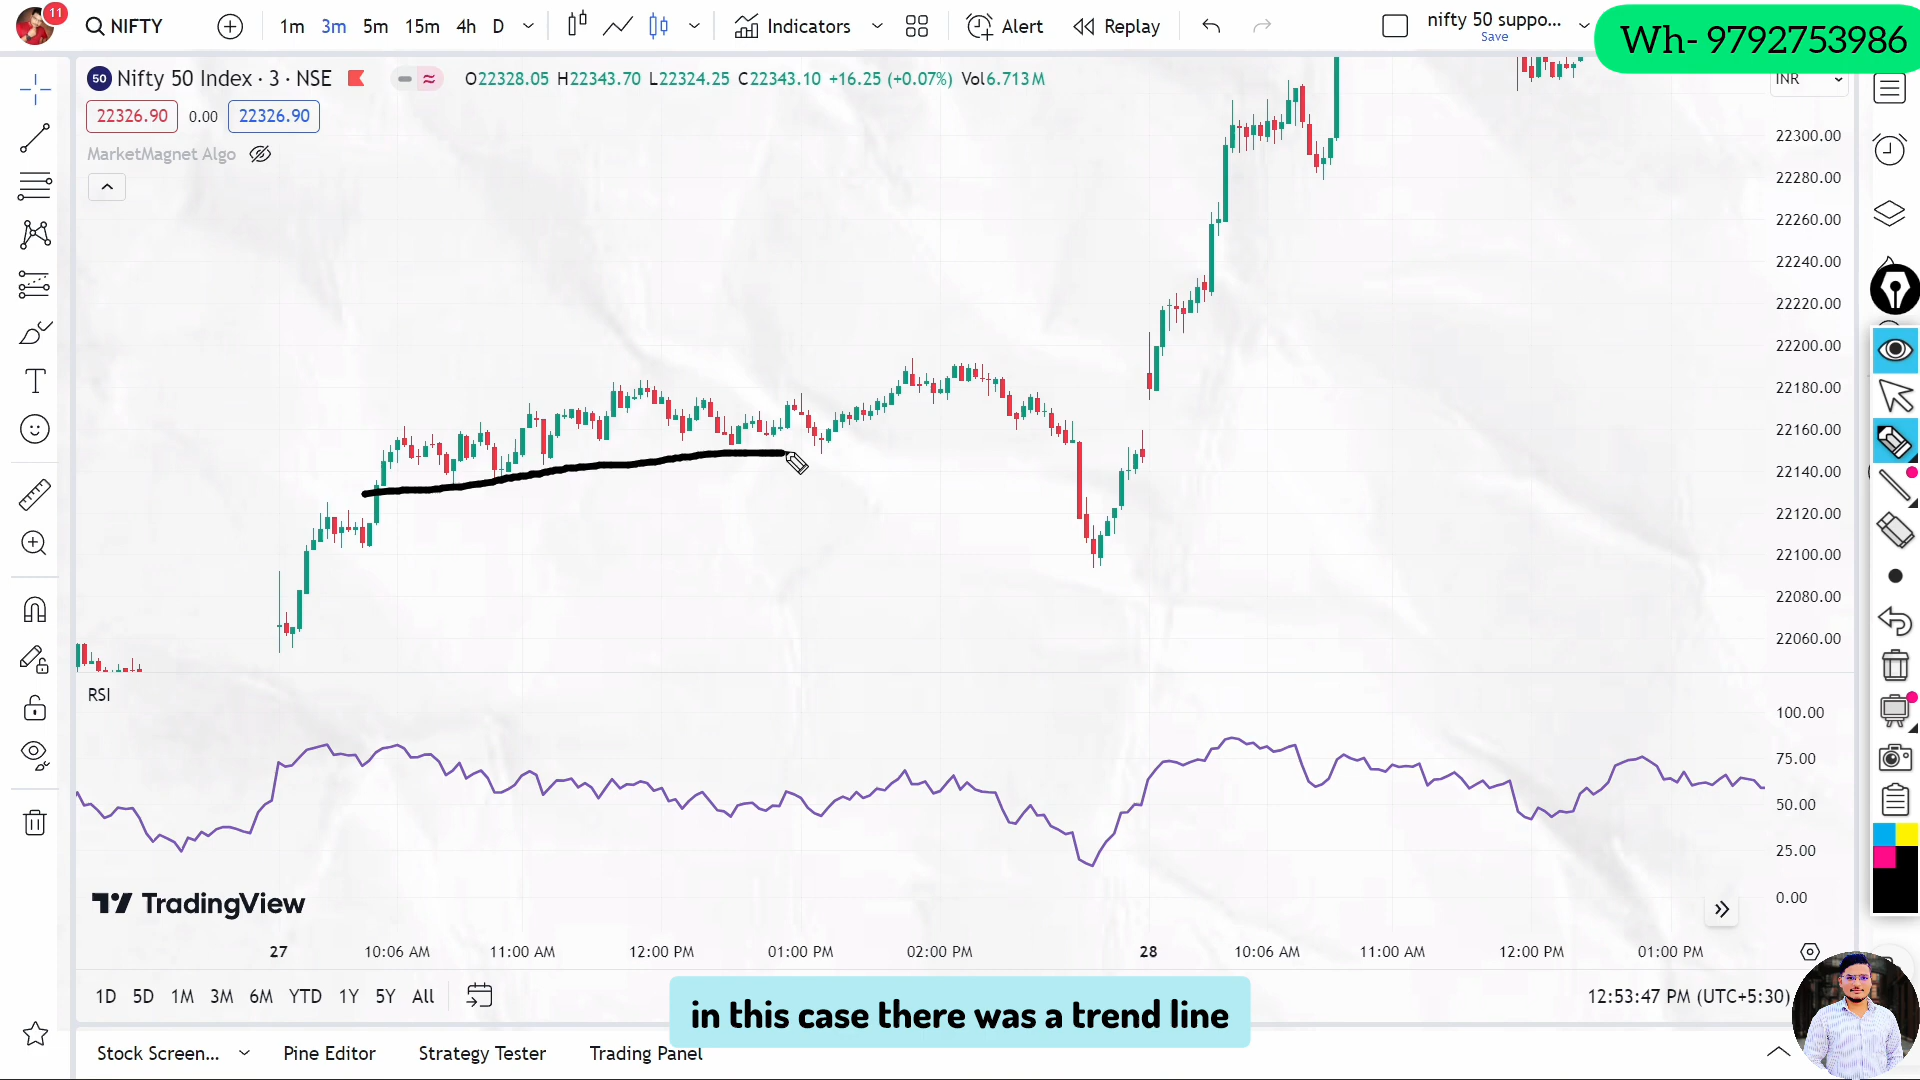 11
NIFTY
1m 3m 5m 15m 4h D
Indicators
Alert
Replay
nifty 50 suppo...
Save
Wh- 9792753986
50 Nifty 50 Index · 3 · NSE
O22328.05 H22343.70 L22324.25 C22343.10 +16.25 (+0.07%) Vol6.713M
INR
22326.90 0.00 22326.90
MarketMagnet Algo
22300.00
22280.00
22260.00
22240.00
22220.00
22200.00
22180.00
22160.00
22140.00
22120.00
22100.00
22080.00
22060.00
RSI
100.00
75.00
50.00
25.00
0.00
TradingView
27 10:06 AM 11:00 AM 12:00 PM 01:00 PM 02:00 PM 28 10:06 AM 11:00 AM 12:00 PM 01:00 PM
1D 5D 1M 3M 6M YTD 1Y 5Y All
12:53:47 PM (UTC+5:30)
in this case there was a trend line
Stock Screen... Pine Editor Strategy Tester Trading Panel